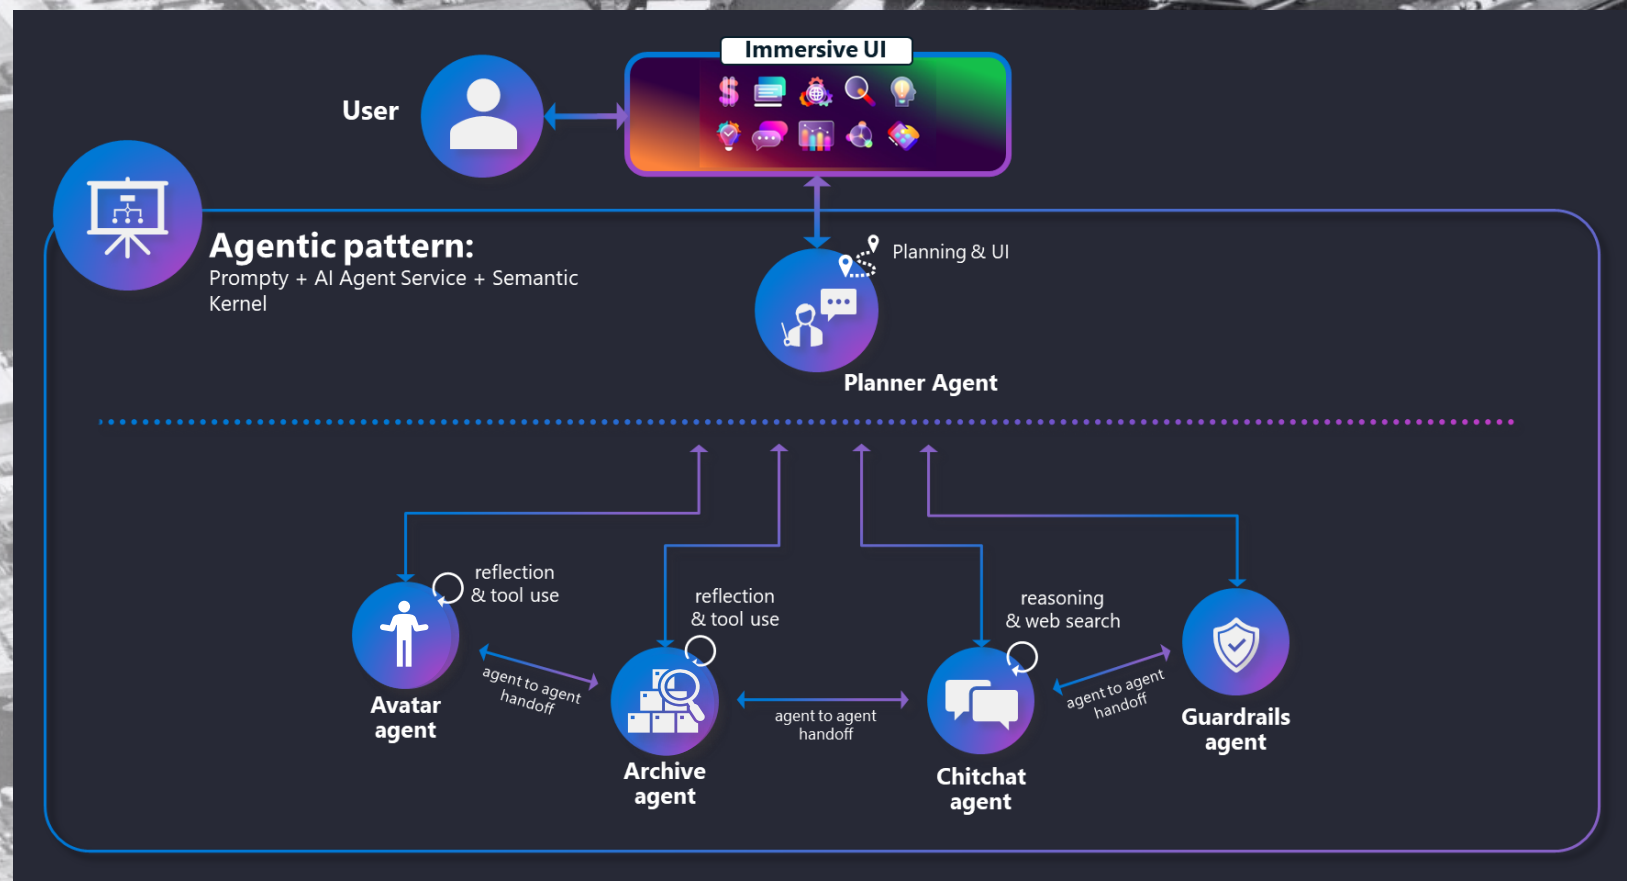 Immersive UI
User
Agentic pattern:
Prompty + AI Agent Service + Semantic
Kernel
Planning & UI
Planner Agent
reflection
& tool use
reflection
& tool use
reasoning
& web search
agent to agent
handoff
agent to agent
handoff
agent to agent
handoff
Avatar
agent
Archive
agent
Chitchat
agent
Guardrails
agent